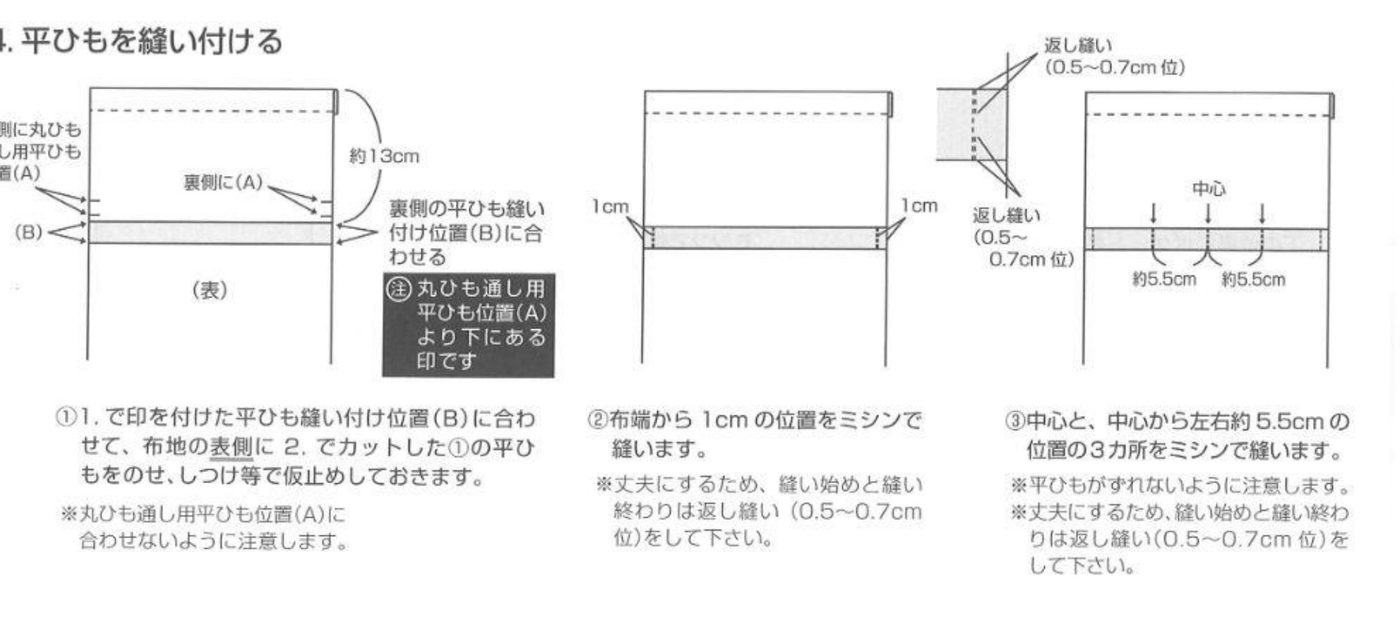 4. 平ひもを縫い付ける
側に丸ひも
し用平ひも
置(A)
(B)
裏側に(A)
約13cm
裏側の平ひも縫い
付け位置(B)に合
わせる
(表)
㊟丸ひも通し用
平ひも位置(A)
より下にある
印です
①1. で印を付けた平ひも縫い付け位置(B)に合わ
せて、布地の表側に 2. でカットした①の平ひ
もをのせ、しつけ等で仮止めしておきます。
※丸ひも通し用平ひも位置(A)に
合わせないように注意します。
1cm
1cm
②布端から 1cm の位置をミシンで
縫います。
※丈夫にするため、縫い始めと縫い
終わりは返し縫い(0.5〜0.7cm
位)をして下さい。
返し縫い
(0.5〜0.7cm 位)
返し縫い
(0.5〜
0.7cm 位)
中心
約5.5cm
約5.5cm
③中心と、中心から左右約 5.5cm の
位置の3カ所をミシンで縫います。
※平ひもがずれないように注意します。
※丈夫にするため、縫い始めと縫い終わ
りは返し縫い(0.5〜0.7cm 位)を
して下さい。